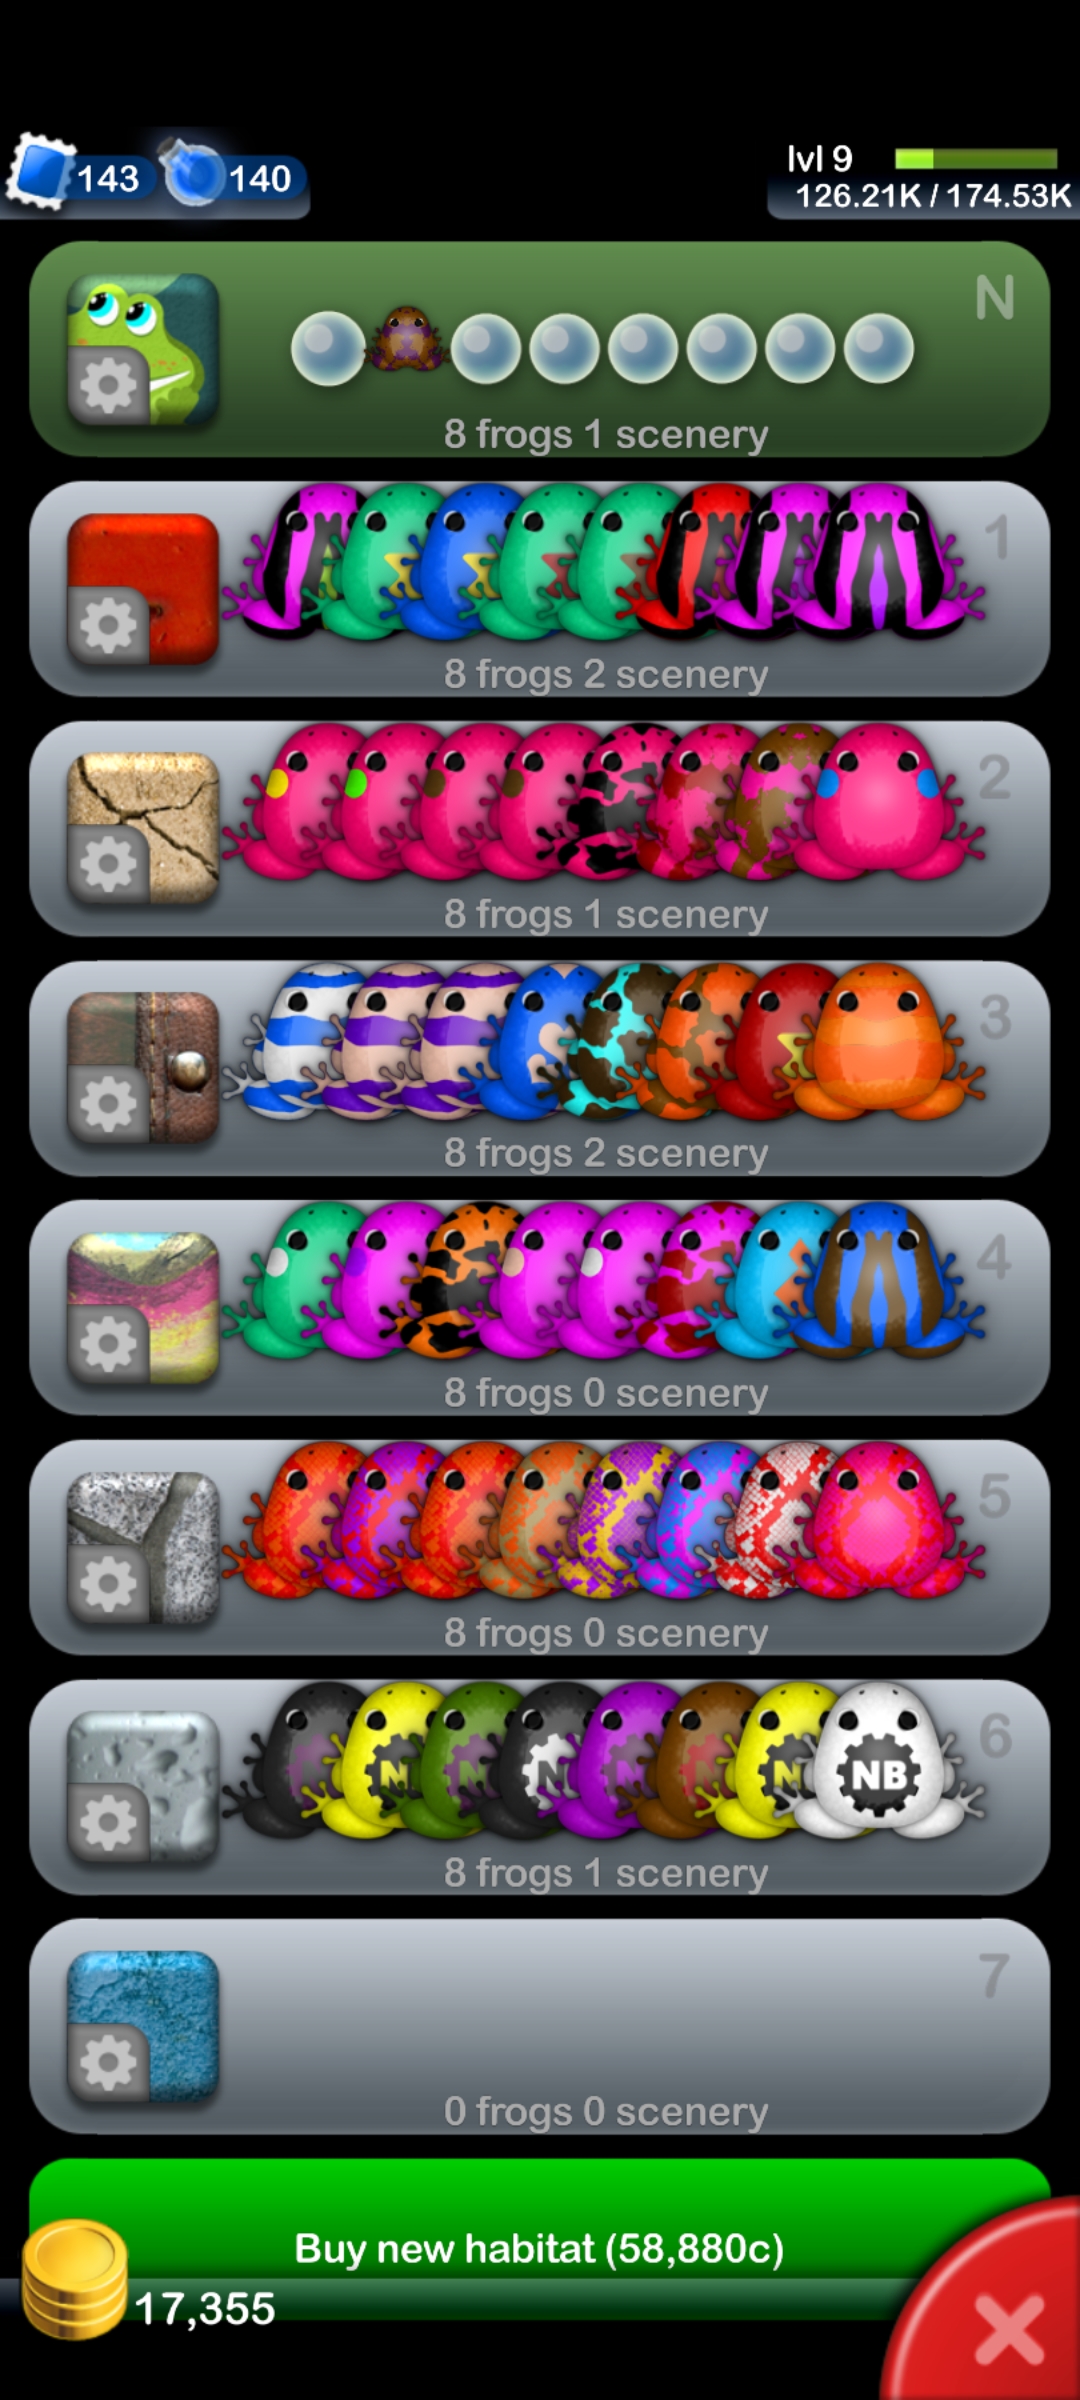 143 140
lvl 9
126.21K / 174.53K
N
8 frogs 1 scenery
1
8 frogs 2 scenery
2
8 frogs 1 scenery
3
8 frogs 2 scenery
4
8 frogs 0 scenery
5
8 frogs 0 scenery
6
N N N N N N N NB
8 frogs 1 scenery
7
0 frogs 0 scenery
Buy new habitat (58,880c)
17,355